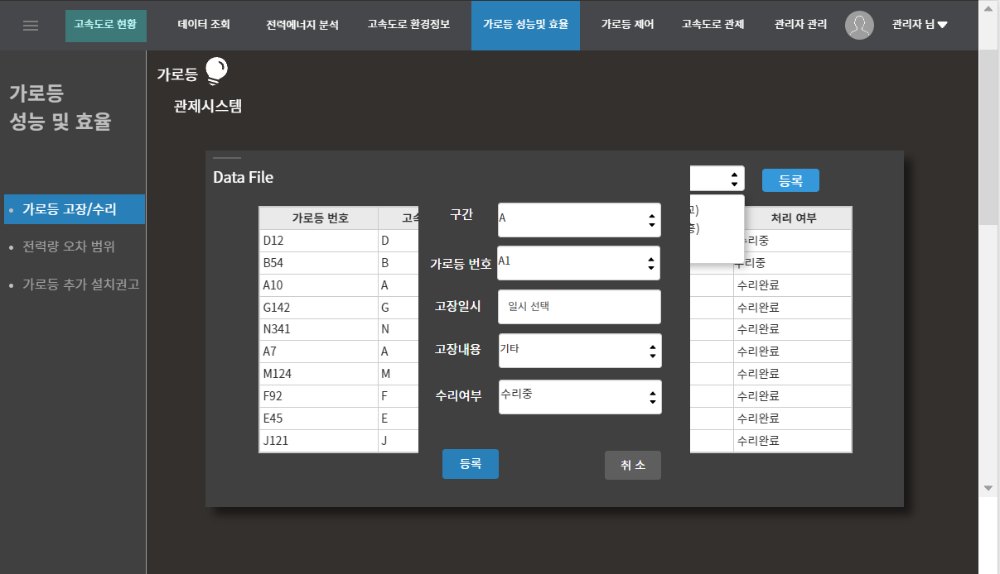 고속도로 현황 데이터 조회 전력에너지 분석 고속도로 환경정보 가로등 성능및 효율 가로등 제어 고속도로 관제 관리자 관리 관리자 님
가로등
성능 및 효율
가로등 고장/수리
전력량 오차 범위
가로등 추가 설치권고
가로등
관제시스템
Data File
등록
가로등 번호 고속 처리 여부
D12 D 수리중
B54 B 수리중
A10 A 수리완료
G142 G 수리완료
N341 N 수리완료
A7 A 수리완료
M124 M 수리완료
F92 F 수리완료
E45 E 수리완료
J121 J 수리완료
구간 A
가로등 번호 A1
고장일시 일시 선택
고장내용 기타
수리여부 수리중
등록 취 소